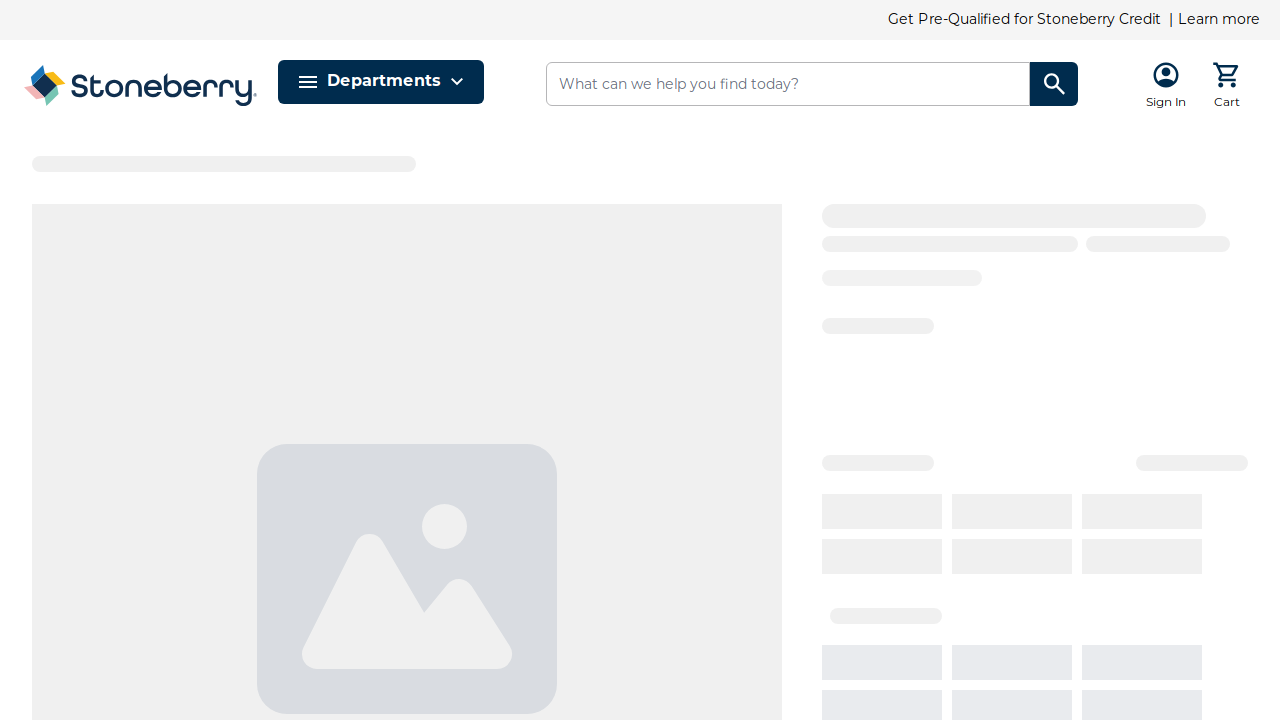 Get Pre-Qualified for Stoneberry Credit | Learn more
Stoneberry®
Departments
What can we help you find today?
Sign In
Cart